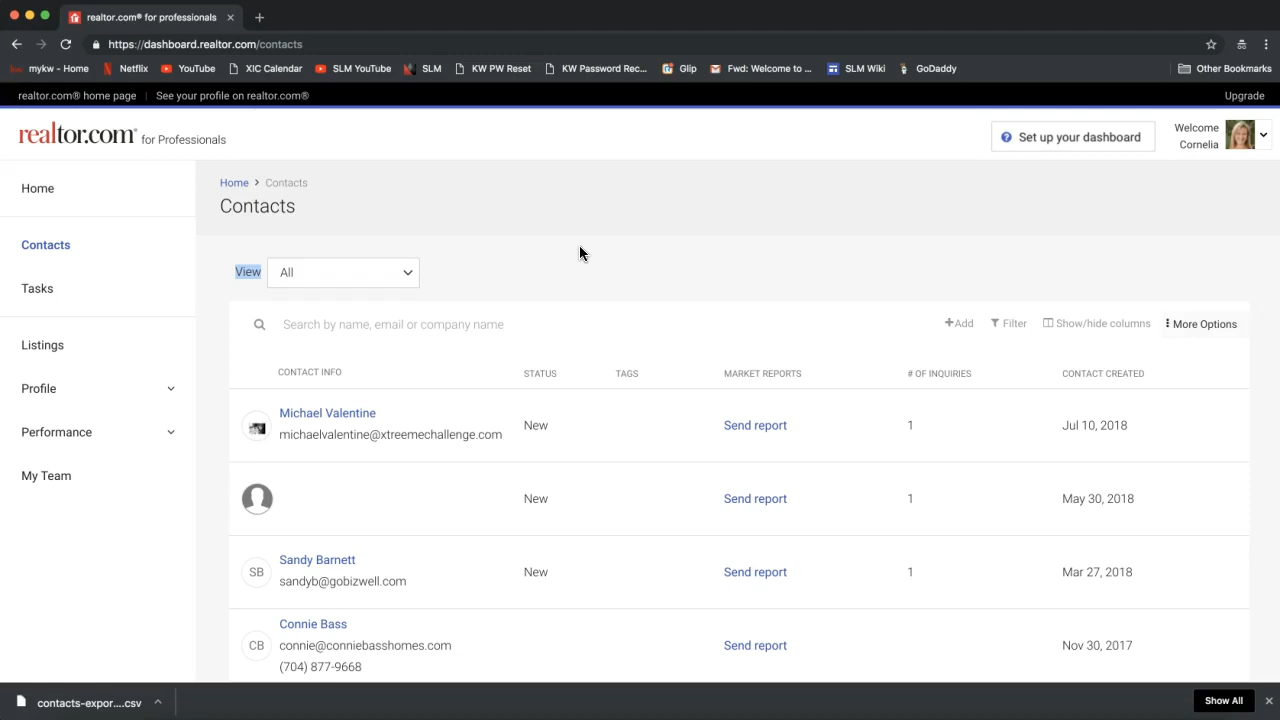 realtor.com® for professionals
https://dashboard.realtor.com/contacts
mykw - Home
Netflix
YouTube
XIC Calendar
SLM YouTube
SLM
KW PW Reset
KW Password Rec...
Glip
Fwd: Welcome to ...
SLM Wiki
GoDaddy
Other Bookmarks
realtor.com® home page
See your profile on realtor.com®
Upgrade
realtor.com® for Professionals
Set up your dashboard
Welcome
Cornelia
Home
Contacts
Tasks
Listings
Profile
Performance
My Team
Home > Contacts
Contacts
View
All
Search by name, email or company name
+Add
Filter
Show/hide columns
More Options
CONTACT INFO STATUS TAGS MARKET REPORTS # OF INQUIRIES CONTACT CREATED
Michael Valentine
michaelvalentine@xtreemechallenge.com
New Send report 1 Jul 10, 2018
New Send report 1 May 30, 2018
SB
Sandy Barnett
sandyb@gobizwell.com
New Send report 1 Mar 27, 2018
CB
Connie Bass
connie@conniebasshomes.com
(704) 877-9668
Send report Nov 30, 2017
contacts-expor....csv
Show All